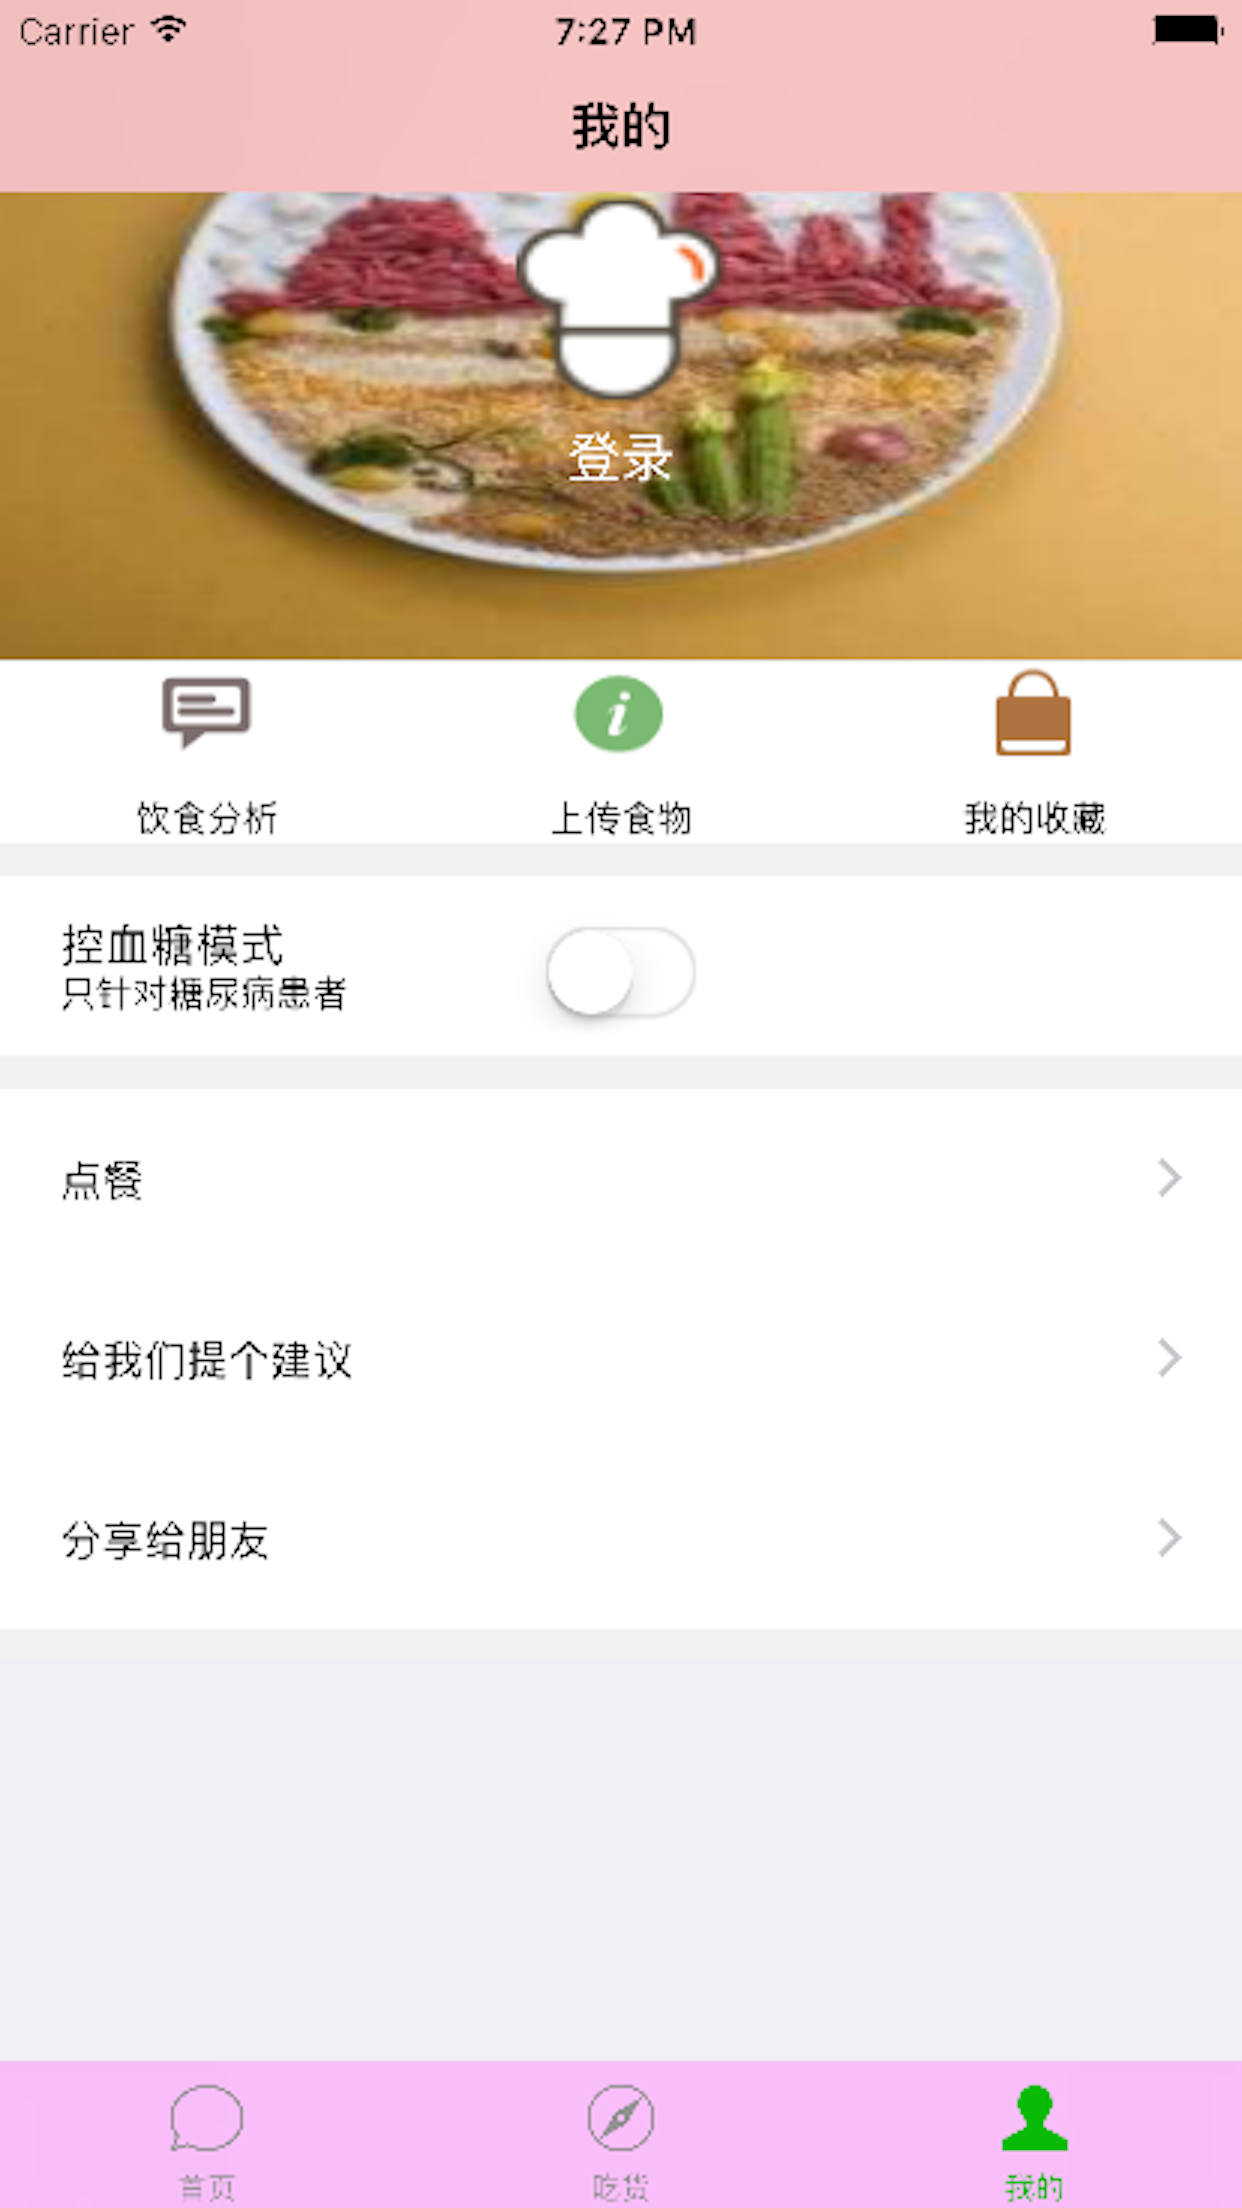 Carrier 7:27 PM
我的
登录
饮食分析 上传食物 我的收藏
控血糖模式
只针对糖尿病患者
点餐
给我们提个建议
分享给朋友
首页 吃货 我的